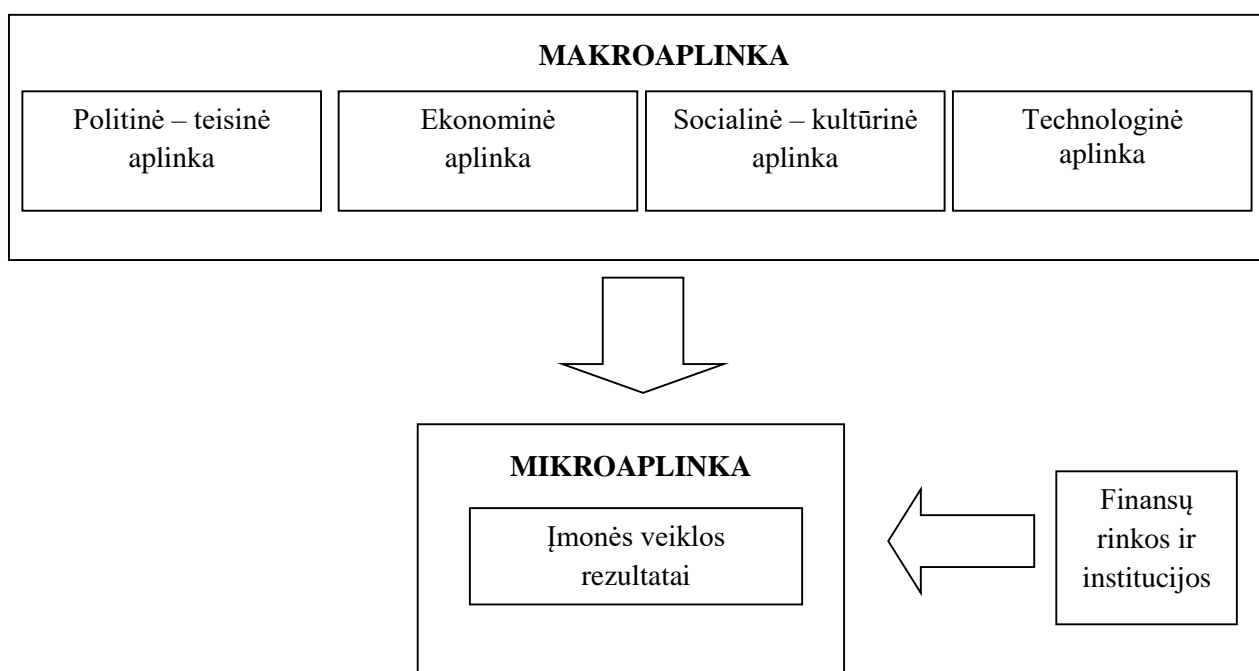 MAKROAPLINKA
Politinė – teisinė
aplinka
Ekonominė
aplinka
Socialinė – kultūrinė
aplinka
Technologinė
aplinka
MIKROAPLINKA
Įmonės veiklos
rezultatai
Finansų
rinkos ir
institucijos